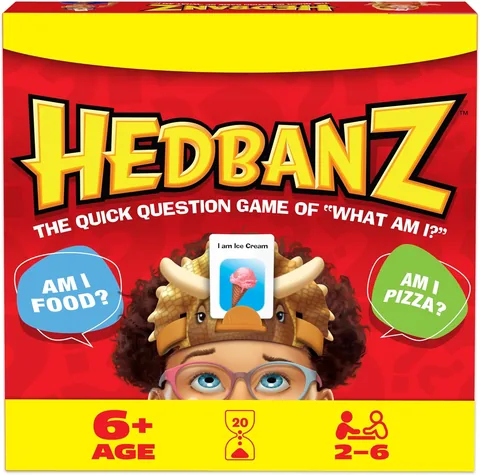 HEDBANZ
HEDBANZ™
THE QUICK QUESTION GAME OF "WHAT AM I?"
I am Ice Cream
AM I
FOOD?
AM I
PIZZA?
6+
AGE
20
2–6